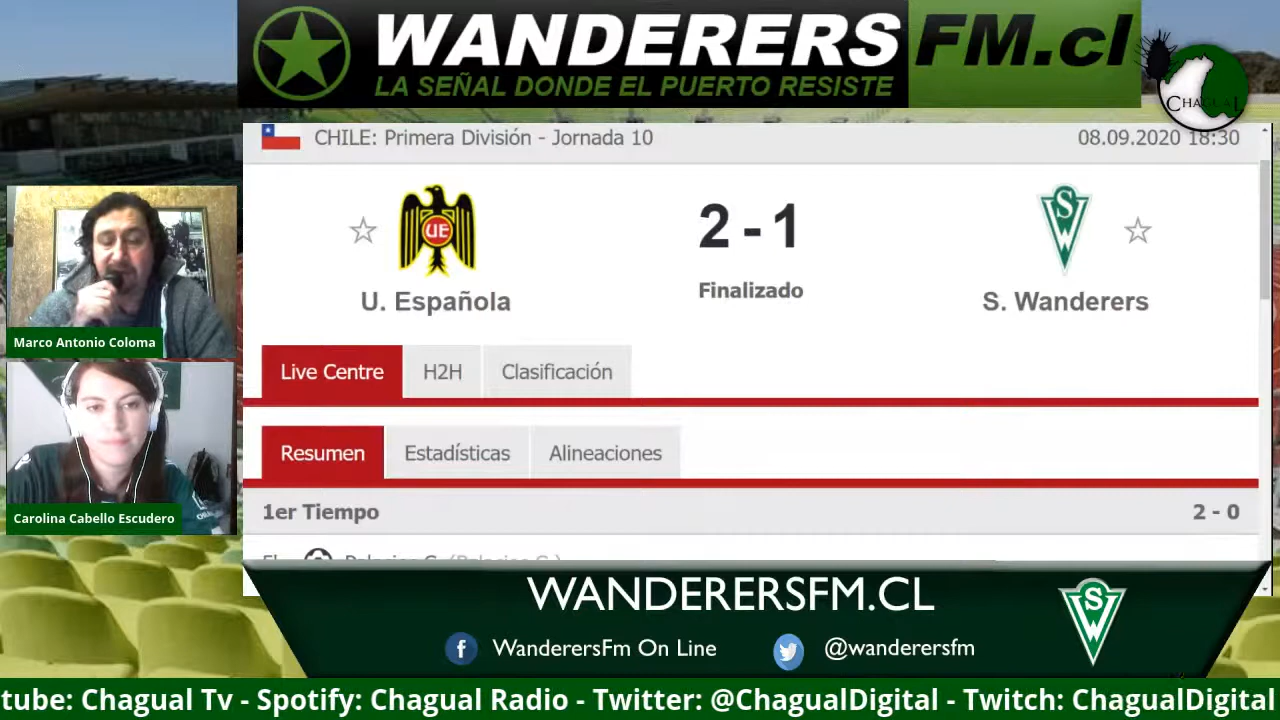 WANDERERS FM.cl
LA SEÑAL DONDE EL PUERTO RESISTE
CHAGUAL
CHILE: Primera División - Jornada 10
08.09.2020 18:30
UE
2 - 1
S
W
Finalizado
U. Española
S. Wanderers
Marco Antonio Coloma
Live Centre
H2H
Clasificación
Resumen
Estadísticas
Alineaciones
1er Tiempo
2 - 0
Carolina Cabello Escudero
WANDERERSFM.CL
S
W
f WanderersFm On Line
@wanderersfm
tube: Chagual Tv - Spotify: Chagual Radio - Twitter: @ChagualDigital - Twitch: ChagualDigital